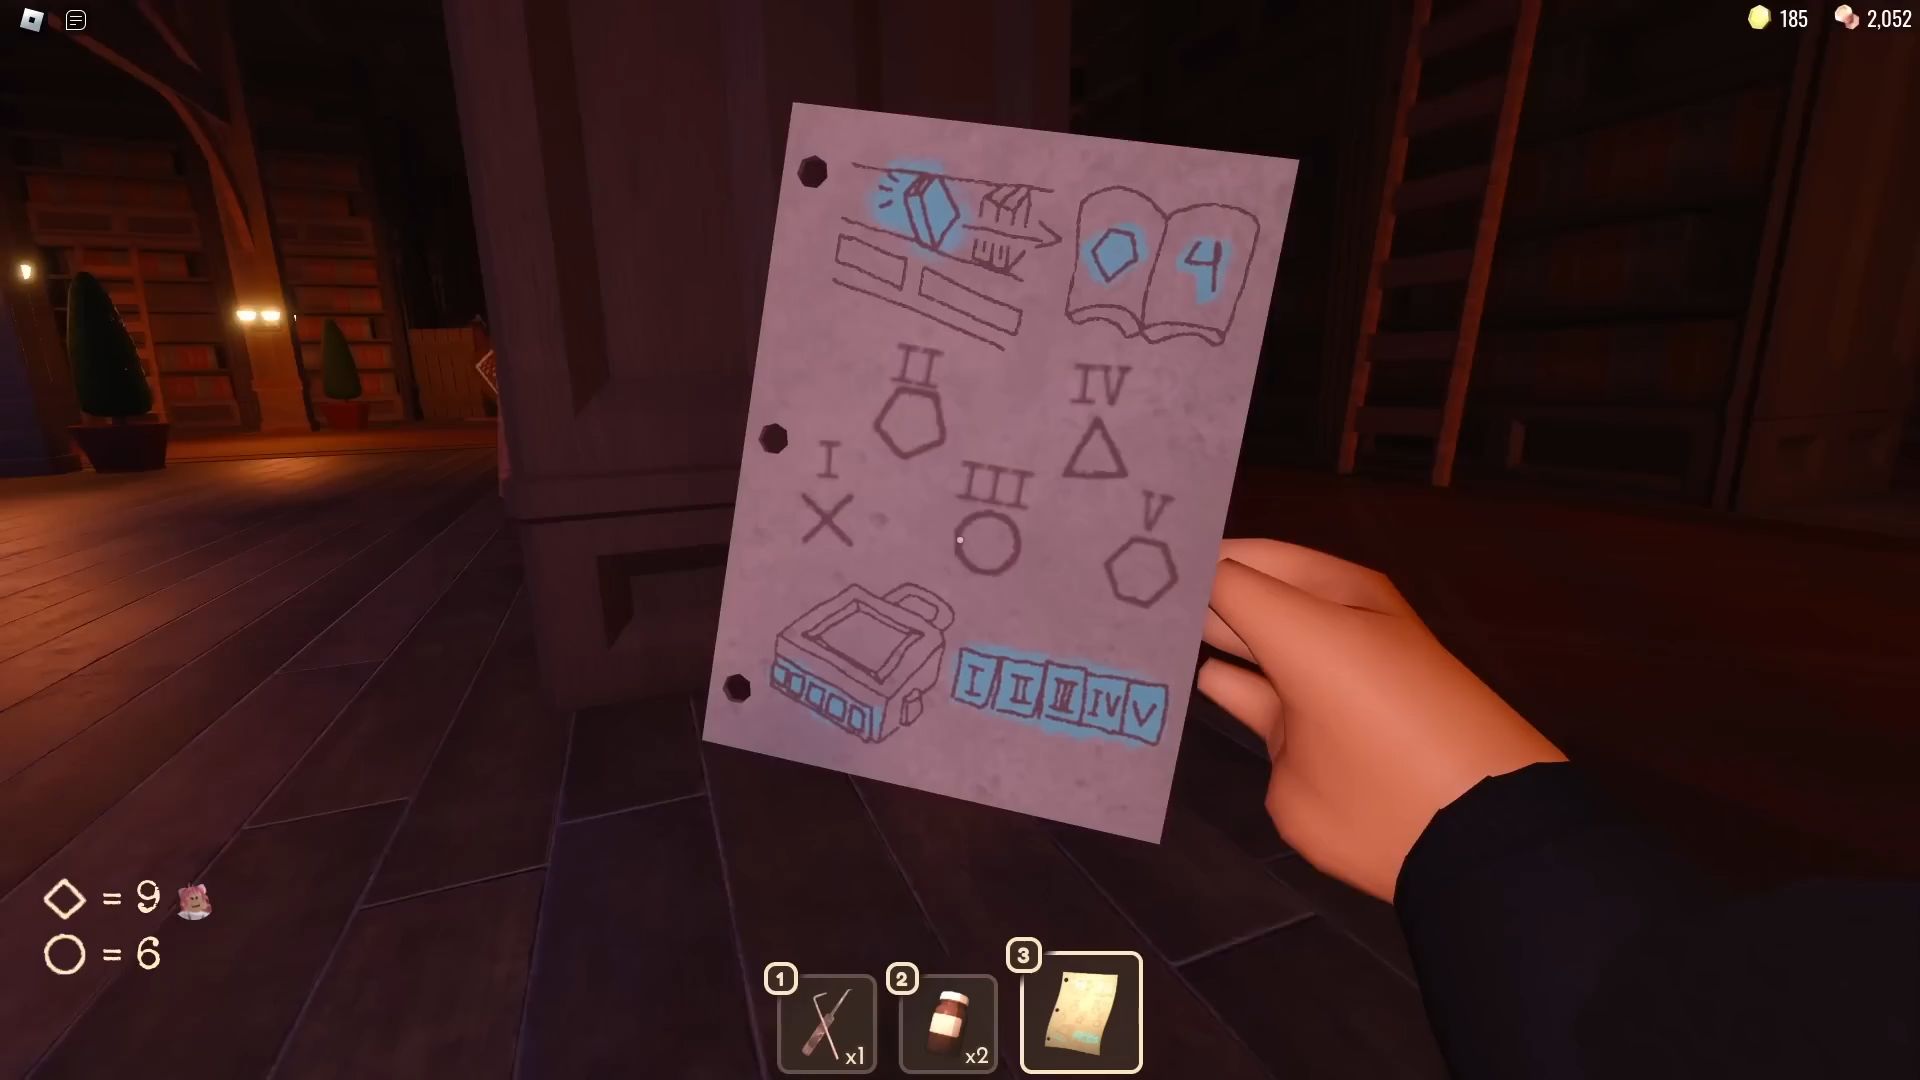 185 2,052
4
II IV
I III V
I II III IV V
= 9
= 6
1 2 3
x1 x2